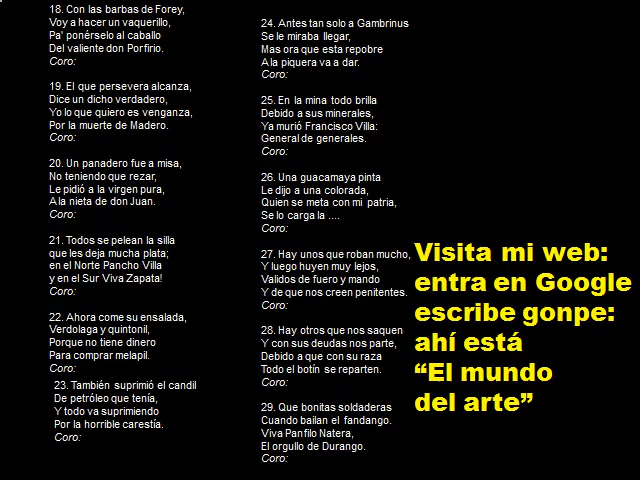 18. Con las barbas de Forey,
Voy a hacer un vaquerillo,
Pa' ponérselo al caballo
Del valiente don Porfirio.
Coro:
19. El que persevera alcanza,
Dice un dicho verdadero,
Yo lo que quiero es venganza,
Por la muerte de Madero.
Coro:
20. Un panadero fue a misa,
No teniendo que rezar,
Le pidió a la virgen pura,
A la nieta de don Juan.
Coro:
21. Todos se pelean la silla
que les deja mucha plata;
en el Norte Pancho Villa
y en el Sur Viva Zapata!
Coro:
22. Ahora come su ensalada,
Verdolaga y quintonil,
Porque no tiene dinero
Para comprar melapil.
Coro:
23. También suprimió el candil
De petróleo que tenía,
Y todo va suprimiendo
Por la horrible carestía.
Coro:
24. Antes tan solo a Gambrinus
Se le miraba llegar,
Mas ora que esta repobre
A la piquera va a dar.
Coro:
25. En la mina todo brilla
Debido a sus minerales,
Ya murió Francisco Villa:
General de generales.
Coro:
26. Una guacamaya pinta
Le dijo a una colorada,
Quien se meta con mi patria,
Se lo carga la ....
Coro:
27. Hay unos que roban mucho,
Y luego huyen muy lejos,
Validos de fuero y mando
Y de que nos creen penitentes.
Coro:
28. Hay otros que nos saquen
Y con sus deudas nos parte,
Debido a que con su raza
Todo el botín se reparten.
Coro:
29. Que bonitas soldaderas
Cuando bailan el fandango.
Viva Panfilo Natera,
El orgullo de Durango.
Coro:
Visita mi web:
entra en Google
escribe gonpe:
ahí está
“El mundo
del arte”